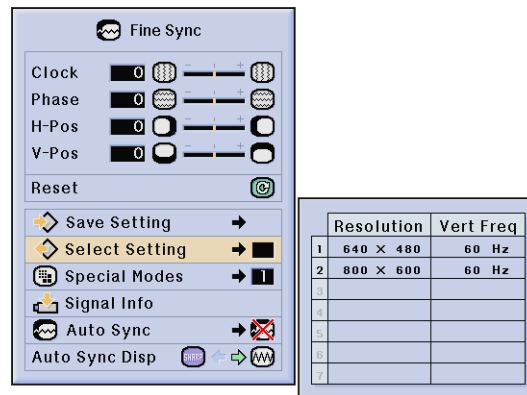 Fine Sync
Clock 0 - +
Phase 0 - +
H-Pos 0 - +
V-Pos 0 - +
Reset
Save Setting
Select Setting
Special Modes 1
Signal Info
Auto Sync
Auto Sync Disp SHARP
Resolution Vert Freq
1 640 × 480 60 Hz
2 800 × 600 60 Hz
3
4
5
6
7